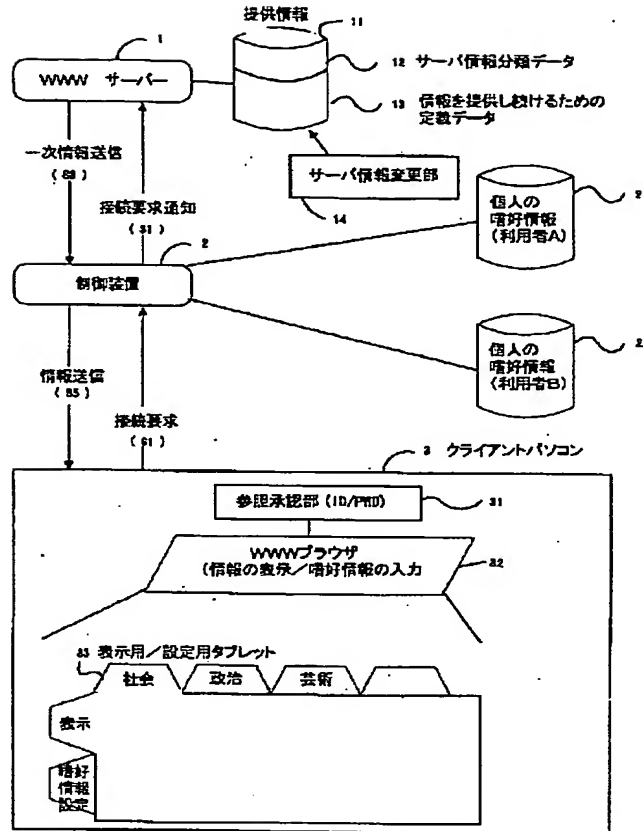 提供情報
11
1
WWW サーバー
12 サーバ情報分類データ
13 情報を提供し続けるための
定義データ
一次情報送信
接続要求通知
(S1)
サーバ情報変更部
14
2
個人の
嗜好情報
(利用者A)
2
制御装置
個人の
嗜好情報
(利用者B)
2
情報送信
(S5)
接続要求
3 クライアントパソコン
参照承認部(ID/PWD)
31
WWWブラウザ
(情報の表示/嗜好情報の入力
32
33 表示用/設定用タブレット
社会
政治
芸術
表示
嗜好
情報
設定